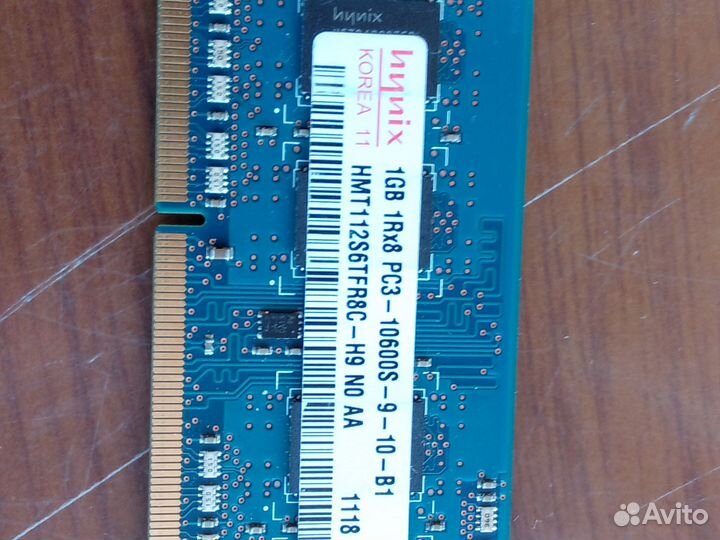 hynix
hynix
KOREA 11
1GB 1Rx8 PC3-10600S-9-10-B1
HMT112S6TFR8C-H9 N0 AA
1118
Avito